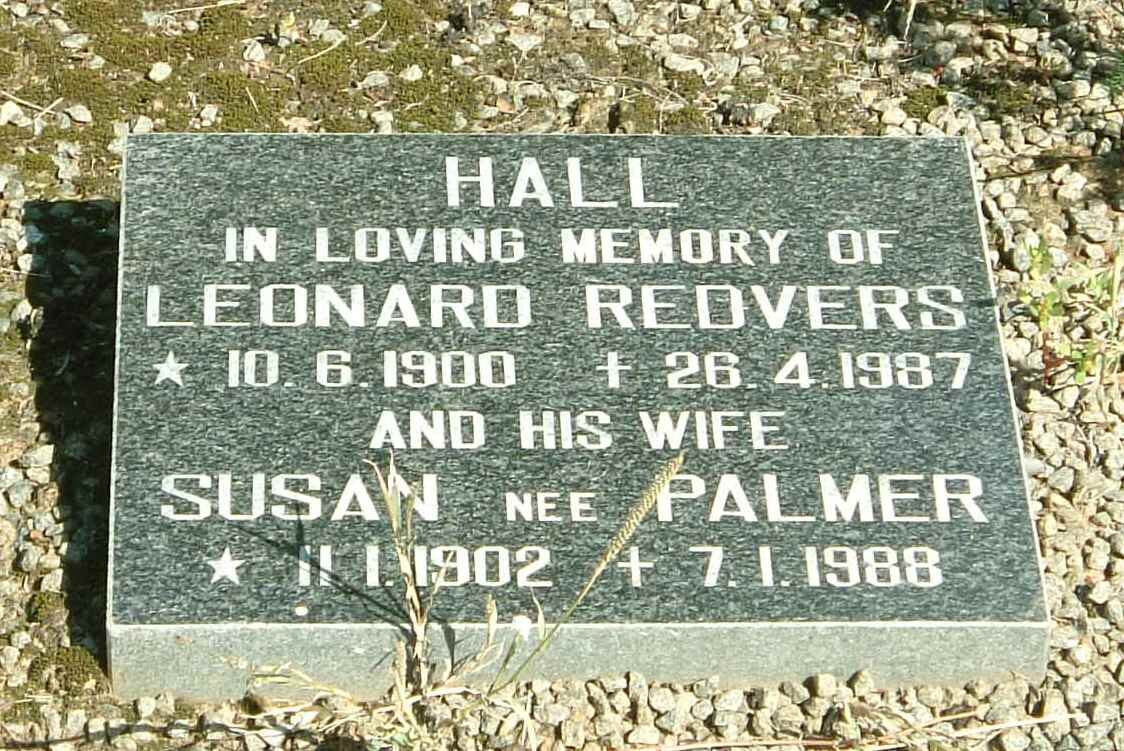 HALL
IN LOVING MEMORY OF
LEONARD REDVERS
★ 10.6.1900 † 26.4.1987
AND HIS WIFE
SUSAN NEE PALMER
★ 11.1.1902 † 7.1.1988